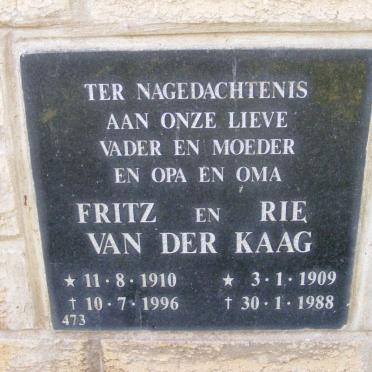 TER NAGEDACHTENIS
AAN ONZE LIEVE
VADER EN MOEDER
EN OPA EN OMA
FRITZ EN RIE
VAN DER KAAG
★ 11·8·1910 ★ 3·1·1909
† 10·7·1996 † 30·1·1988
473